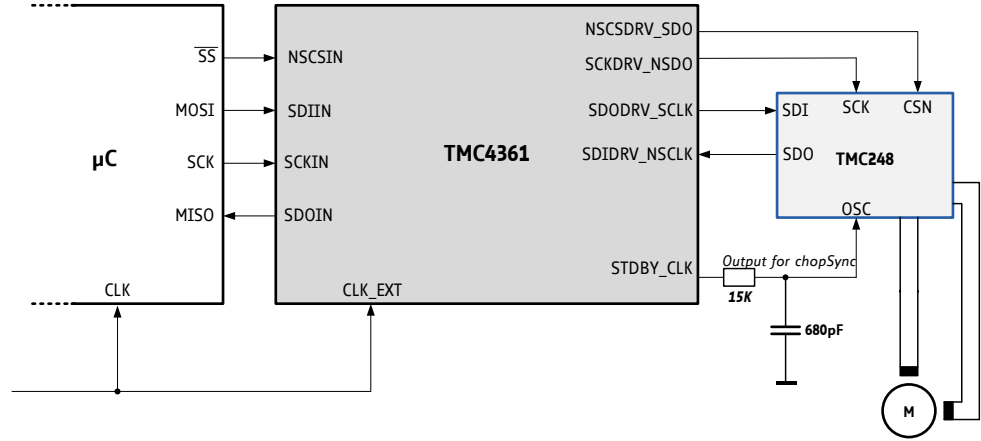 NSCSDRV_SDO
SS NSCSIN
SCKDRV_NSDO
MOSI SDIIN
SDODRV_SCLK SDI SCK CSN
µC SCK SCKIN
TMC4361
SDIDRV_NSCLK SDO TMC248
MISO SDOIN
OSC
Output for chopSync
STDBY_CLK
CLK CLK_EXT
15K
680pF
M